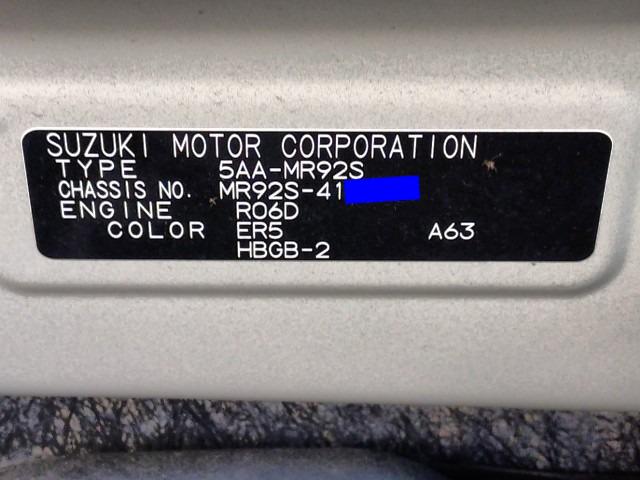 SUZUKI MOTOR CORPORATION
TYPE 5AA-MR92S
CHASSIS NO. MR92S-41
ENGINE R06D
COLOR ER5 A63
HBGB-2